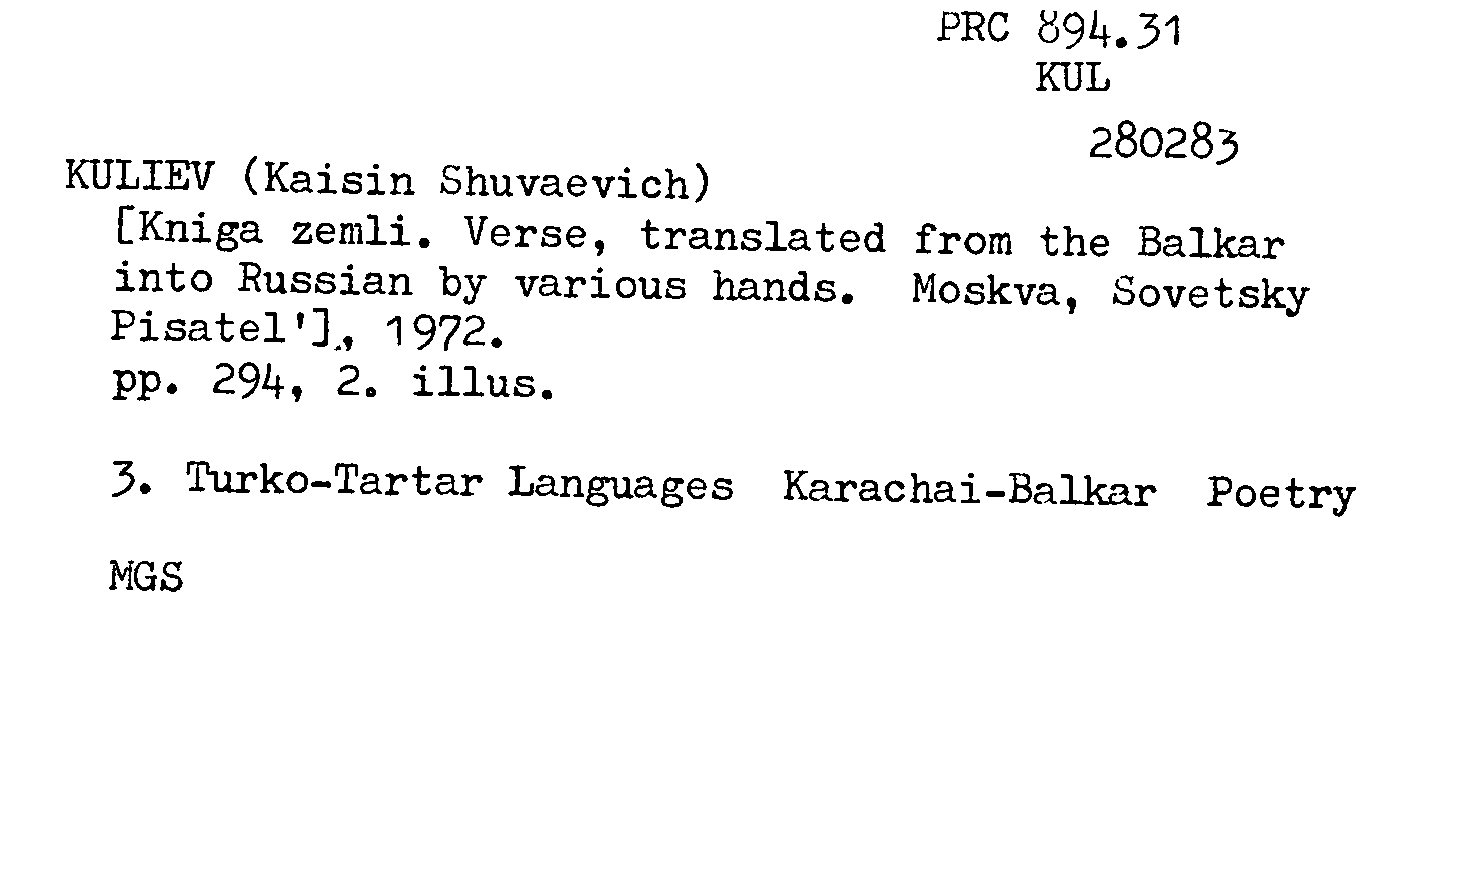 PRC 894.31
KUL
280283
KULIEV (Kaisin Shuvaevich)
[Kniga zemli. Verse, translated from the Balkar
into Russian by various hands. Moskva, Sovetsky
Pisatel']., 1972.
pp. 294, 2. illus.
3. Turko-Tartar Languages Karachai-Balkar Poetry
MGS